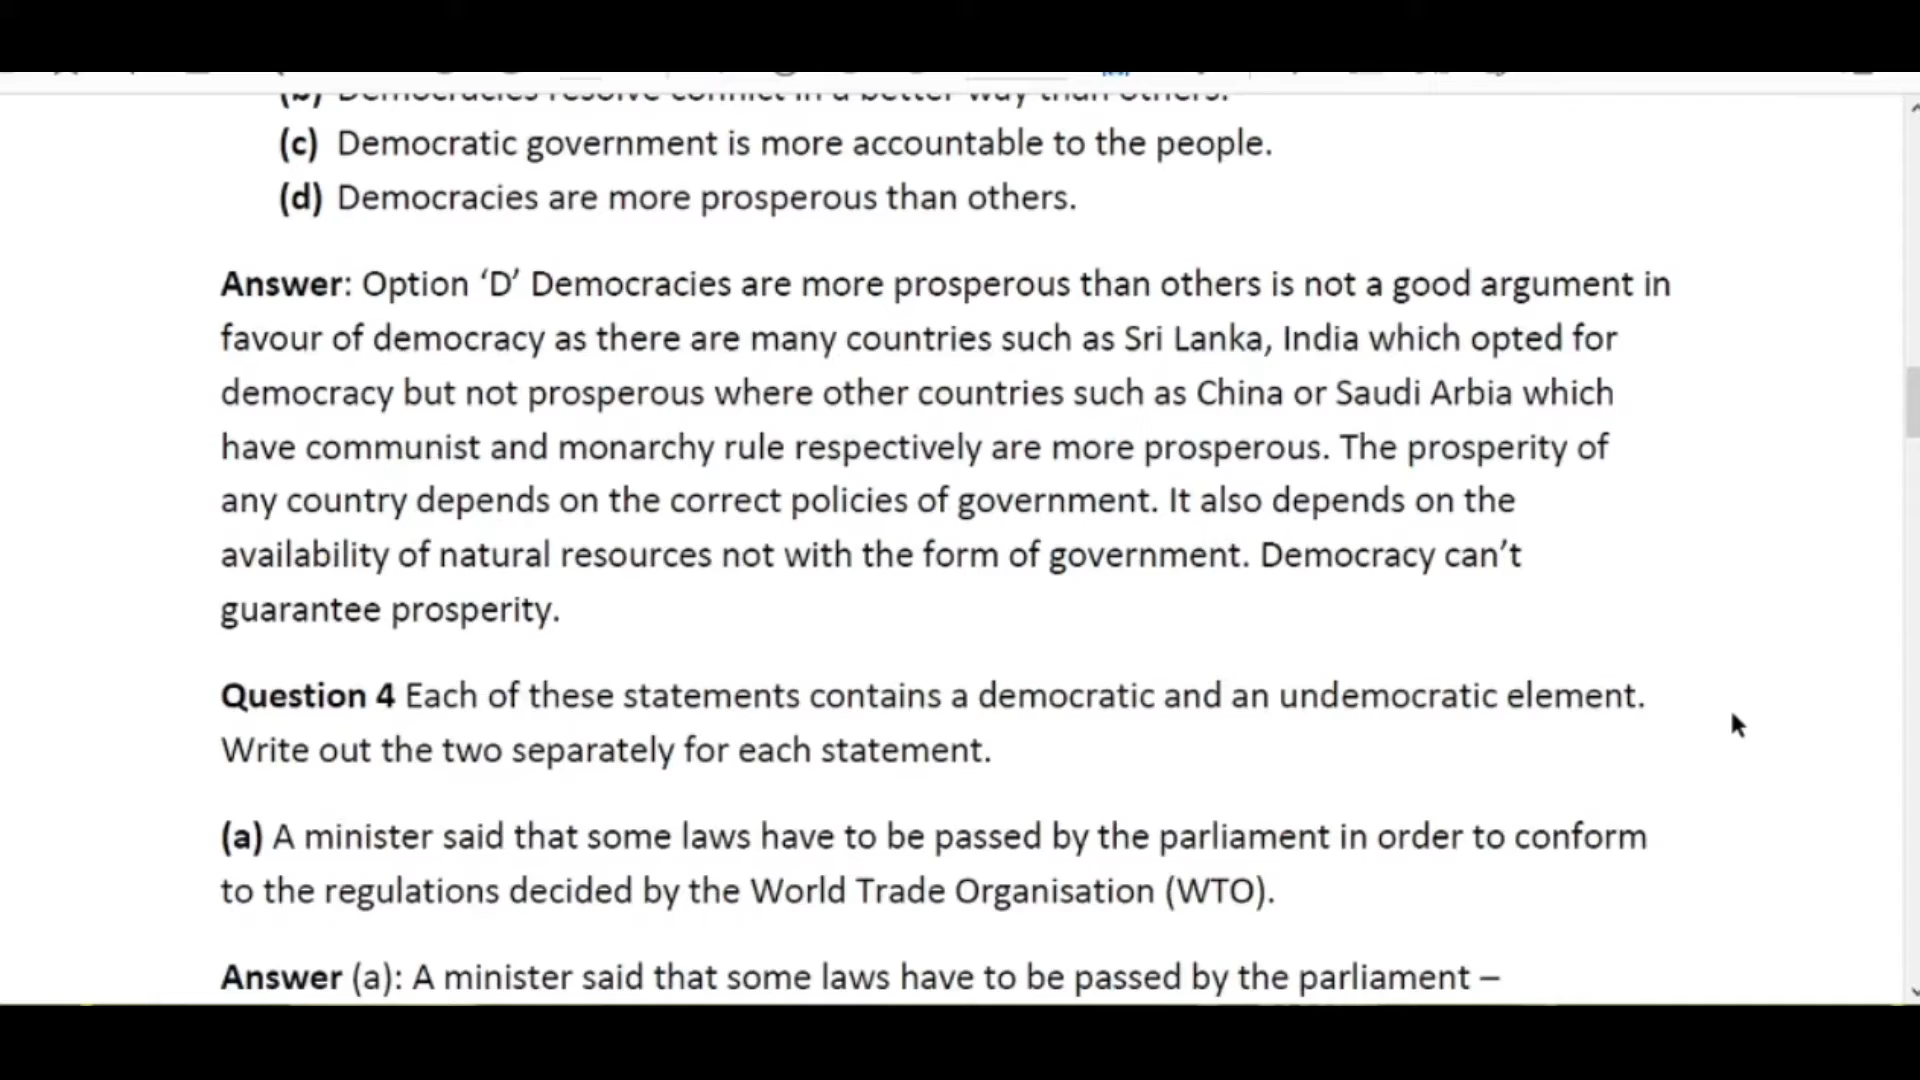 (b) Democracies resolve conflict in a better way than others.
(c) Democratic government is more accountable to the people.
(d) Democracies are more prosperous than others.
Answer: Option ‘D’ Democracies are more prosperous than others is not a good argument in
favour of democracy as there are many countries such as Sri Lanka, India which opted for
democracy but not prosperous where other countries such as China or Saudi Arbia which
have communist and monarchy rule respectively are more prosperous. The prosperity of
any country depends on the correct policies of government. It also depends on the
availability of natural resources not with the form of government. Democracy can’t
guarantee prosperity.
Question 4 Each of these statements contains a democratic and an undemocratic element.
Write out the two separately for each statement.
(a) A minister said that some laws have to be passed by the parliament in order to conform
to the regulations decided by the World Trade Organisation (WTO).
Answer (a): A minister said that some laws have to be passed by the parliament –